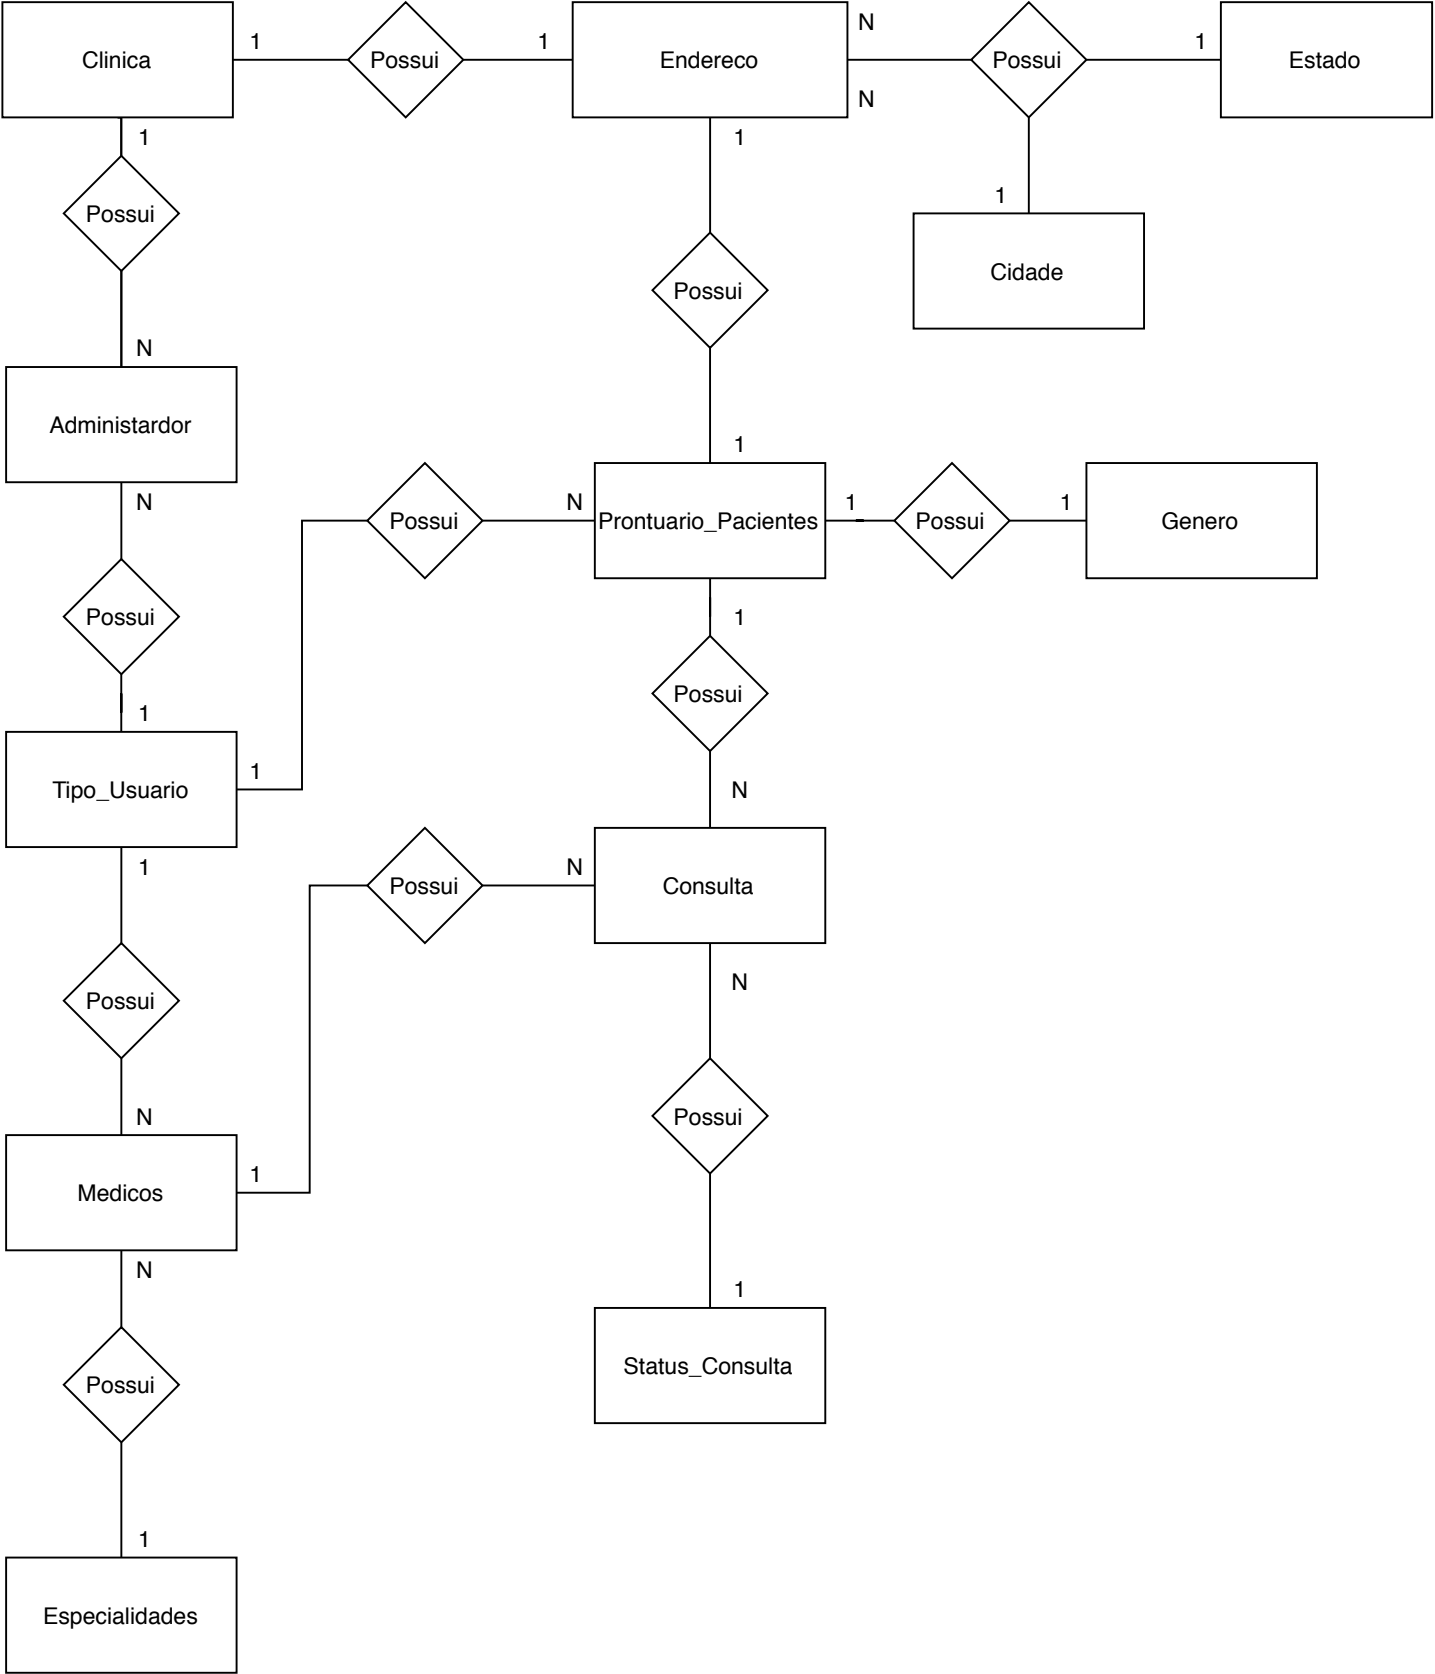 Clinica
1
Possui
1
Endereco
N
N
Possui
1
Estado
1
Possui
1
1
Cidade
Possui
N
1
Administardor
N
Possui
N
Prontuario_Pacientes
1
Possui
1
Genero
Possui
1
1
Possui
Tipo_Usuario
1
N
1
Possui
N
Consulta
Possui
N
N
Possui
Medicos
1
N
1
Possui
Status_Consulta
1
Especialidades